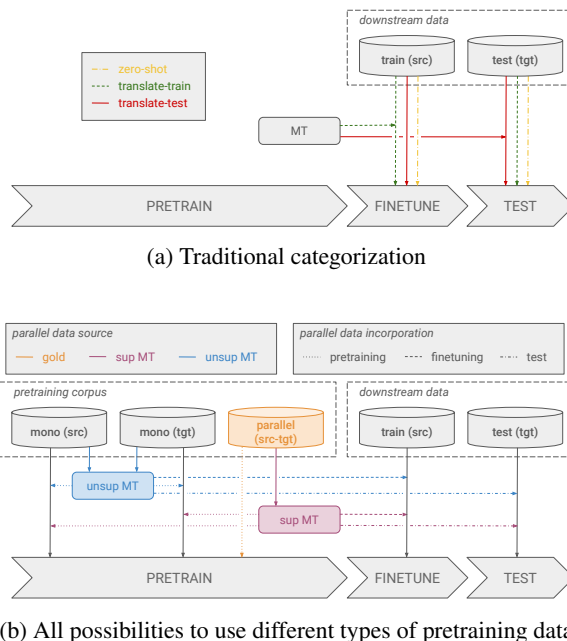 downstream data
zero-shot
translate-train
translate-test
train (src)
test (tgt)
MT
PRETRAIN
FINETUNE
TEST
(a) Traditional categorization
parallel data source
gold
sup MT
unsup MT
parallel data incorporation
pretraining
finetuning
test
pretraining corpus
downstream data
mono (src)
mono (tgt)
parallel
(src-tgt)
train (src)
test (tgt)
unsup MT
sup MT
PRETRAIN
FINETUNE
TEST
(b) All possibilities to use different types of pretraining data